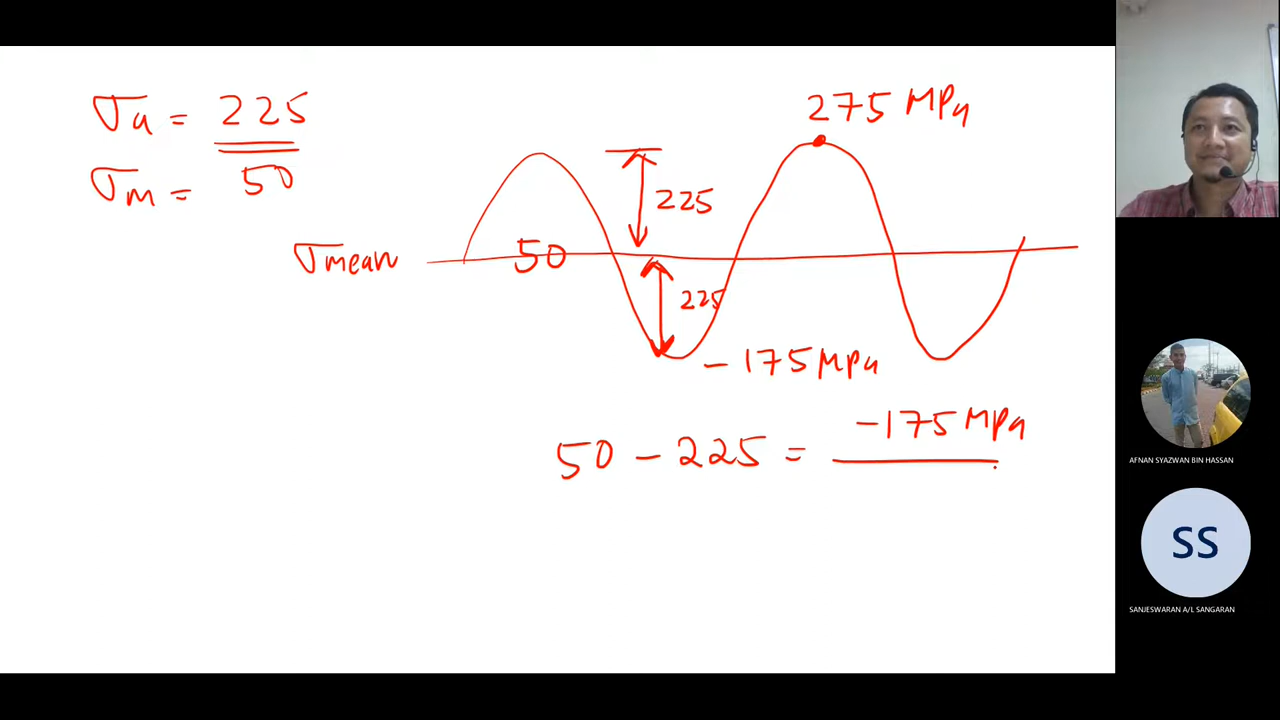 σa = 225
σm = 50
275 MPa
225
σmean 50
225
-175 MPa
50 - 225 = -175 MPa
AFNAN SYAZWAN BIN HASSAN
SS
SANJESWARAN A/L SANGARAN